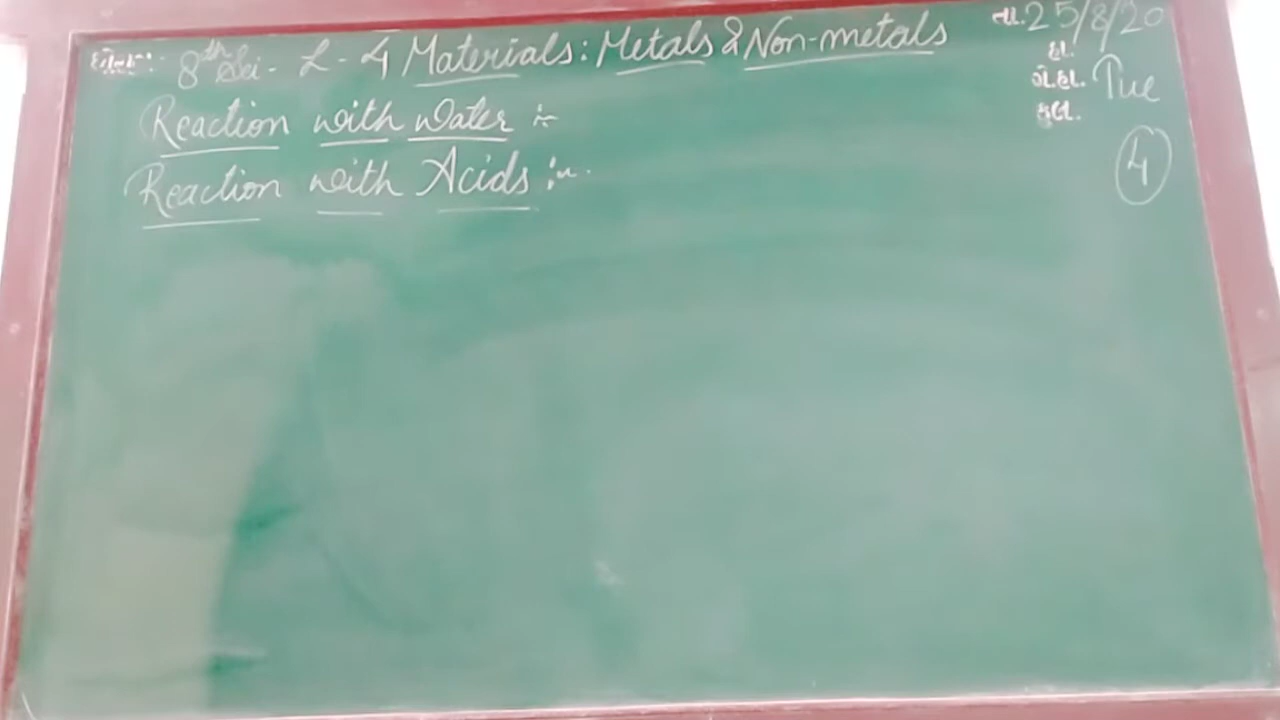 8th Sci - L - 4 Materials: Metals & Non-metals
તા. 25/8/20
હા.
ગે.હા. Tue
કુલ.
Reaction with Water :-
Reaction with Acids :-
4